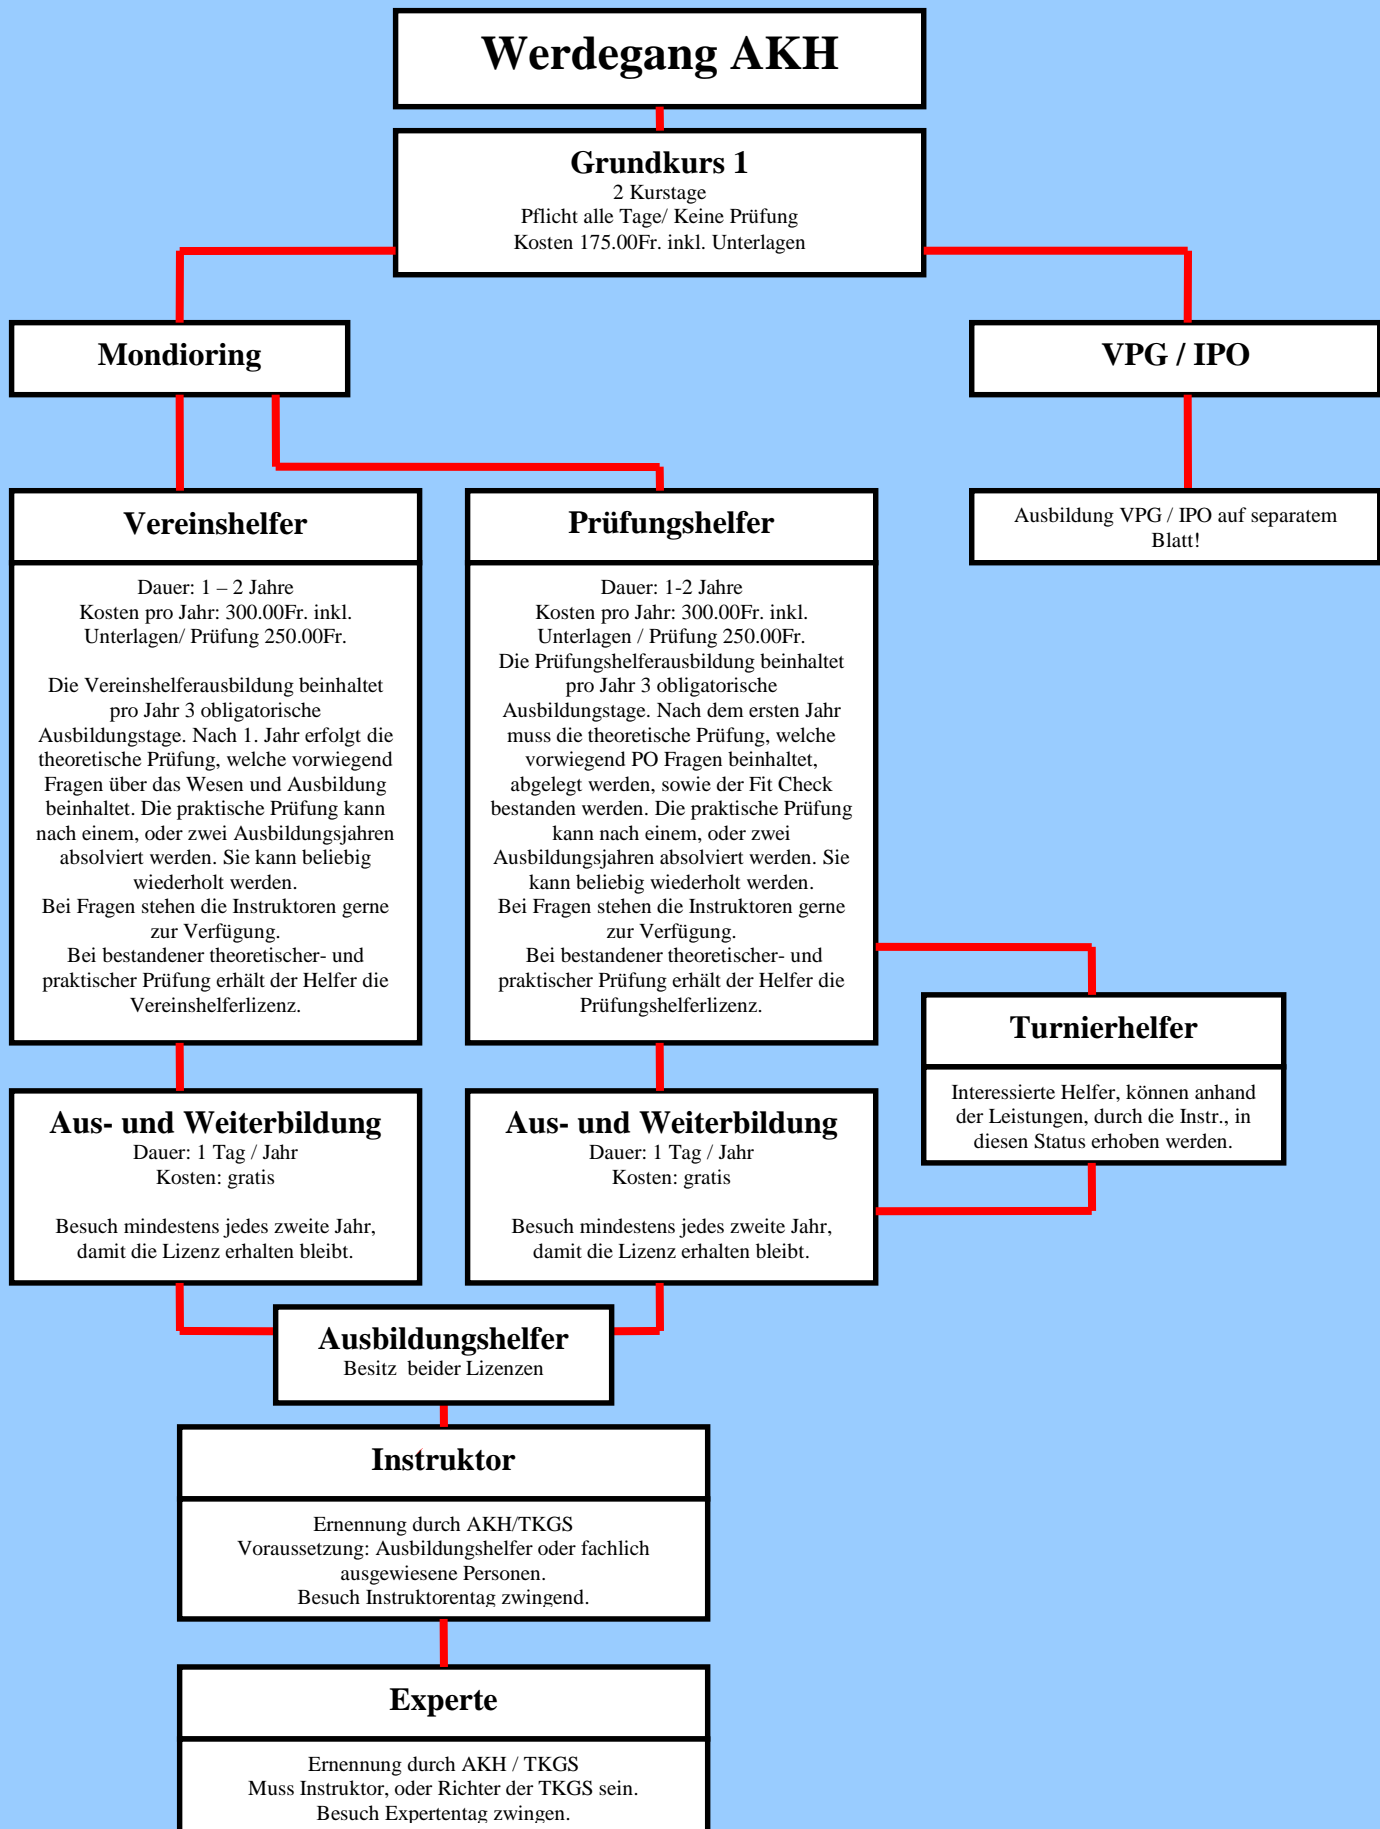 Werdegang AKH
Grundkurs 1
2 Kurstage
Pflicht alle Tage/ Keine Prüfung
Kosten 175.00Fr. inkl. Unterlagen
Mondioring
VPG / IPO
Vereinshelfer
Dauer: 1 – 2 Jahre
Kosten pro Jahr: 300.00Fr. inkl.
Unterlagen/ Prüfung 250.00Fr.
Die Vereinshelferausbildung beinhaltet
pro Jahr 3 obligatorische
Ausbildungstage. Nach 1. Jahr erfolgt die
theoretische Prüfung, welche vorwiegend
Fragen über das Wesen und Ausbildung
beinhaltet. Die praktische Prüfung kann
nach einem, oder zwei Ausbildungsjahren
absolviert werden. Sie kann beliebig
wiederholt werden.
Bei Fragen stehen die Instruktoren gerne
zur Verfügung.
Bei bestandener theoretischer- und
praktischer Prüfung erhält der Helfer die
Vereinshelferlizenz.
Prüfungshelfer
Dauer: 1-2 Jahre
Kosten pro Jahr: 300.00Fr. inkl.
Unterlagen / Prüfung 250.00Fr.
Die Prüfungshelferausbildung beinhaltet
pro Jahr 3 obligatorische
Ausbildungstage. Nach dem ersten Jahr
muss die theoretische Prüfung, welche
vorwiegend PO Fragen beinhaltet,
abgelegt werden, sowie der Fit Check
bestanden werden. Die praktische Prüfung
kann nach einem, oder zwei
Ausbildungsjahren absolviert werden. Sie
kann beliebig wiederholt werden.
Bei Fragen stehen die Instruktoren gerne
zur Verfügung.
Bei bestandener theoretischer- und
praktischer Prüfung erhält der Helfer die
Prüfungshelferlizenz.
Ausbildung VPG / IPO auf separatem
Blatt!
Turnierhelfer
Interessierte Helfer, können anhand
der Leistungen, durch die Instr., in
diesen Status erhoben werden.
Aus- und Weiterbildung
Dauer: 1 Tag / Jahr
Kosten: gratis
Besuch mindestens jedes zweite Jahr,
damit die Lizenz erhalten bleibt.
Aus- und Weiterbildung
Dauer: 1 Tag / Jahr
Kosten: gratis
Besuch mindestens jedes zweite Jahr,
damit die Lizenz erhalten bleibt.
Ausbildungshelfer
Besitz beider Lizenzen
Instruktor
Ernennung durch AKH/TKGS
Voraussetzung: Ausbildungshelfer oder fachlich
ausgewiesene Personen.
Besuch Instruktorentag zwingend.
Experte
Ernennung durch AKH / TKGS
Muss Instruktor, oder Richter der TKGS sein.
Besuch Expertentag zwingen.